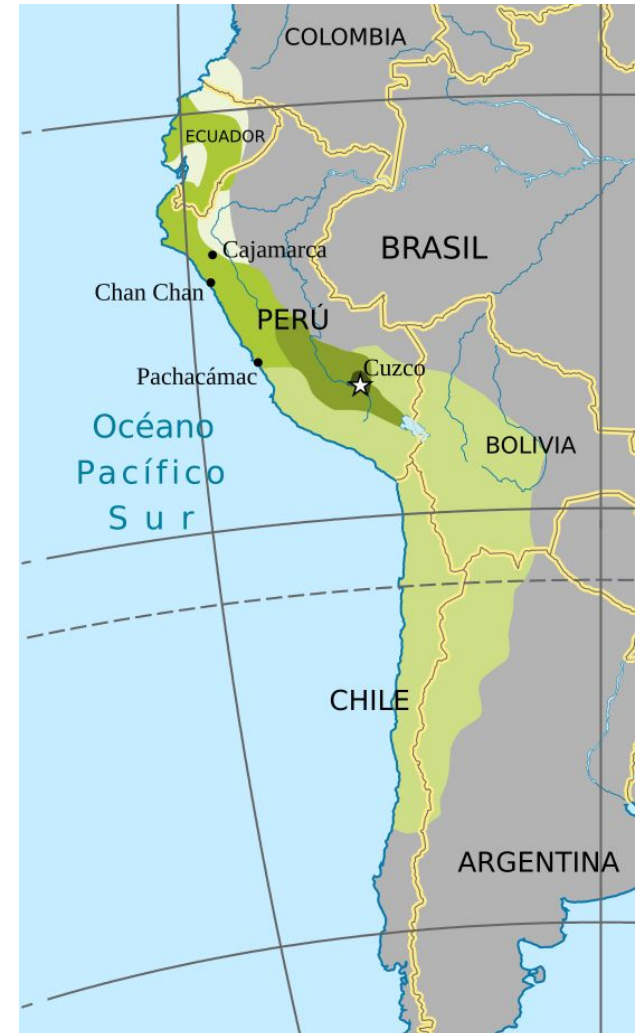 COLOMBIA
ECUADOR
Cajamarca
BRASIL
Chan Chan
PERÚ
Cuzco
Pachacámac
Océano
Pacífico
Sur
BOLIVIA
CHILE
ARGENTINA